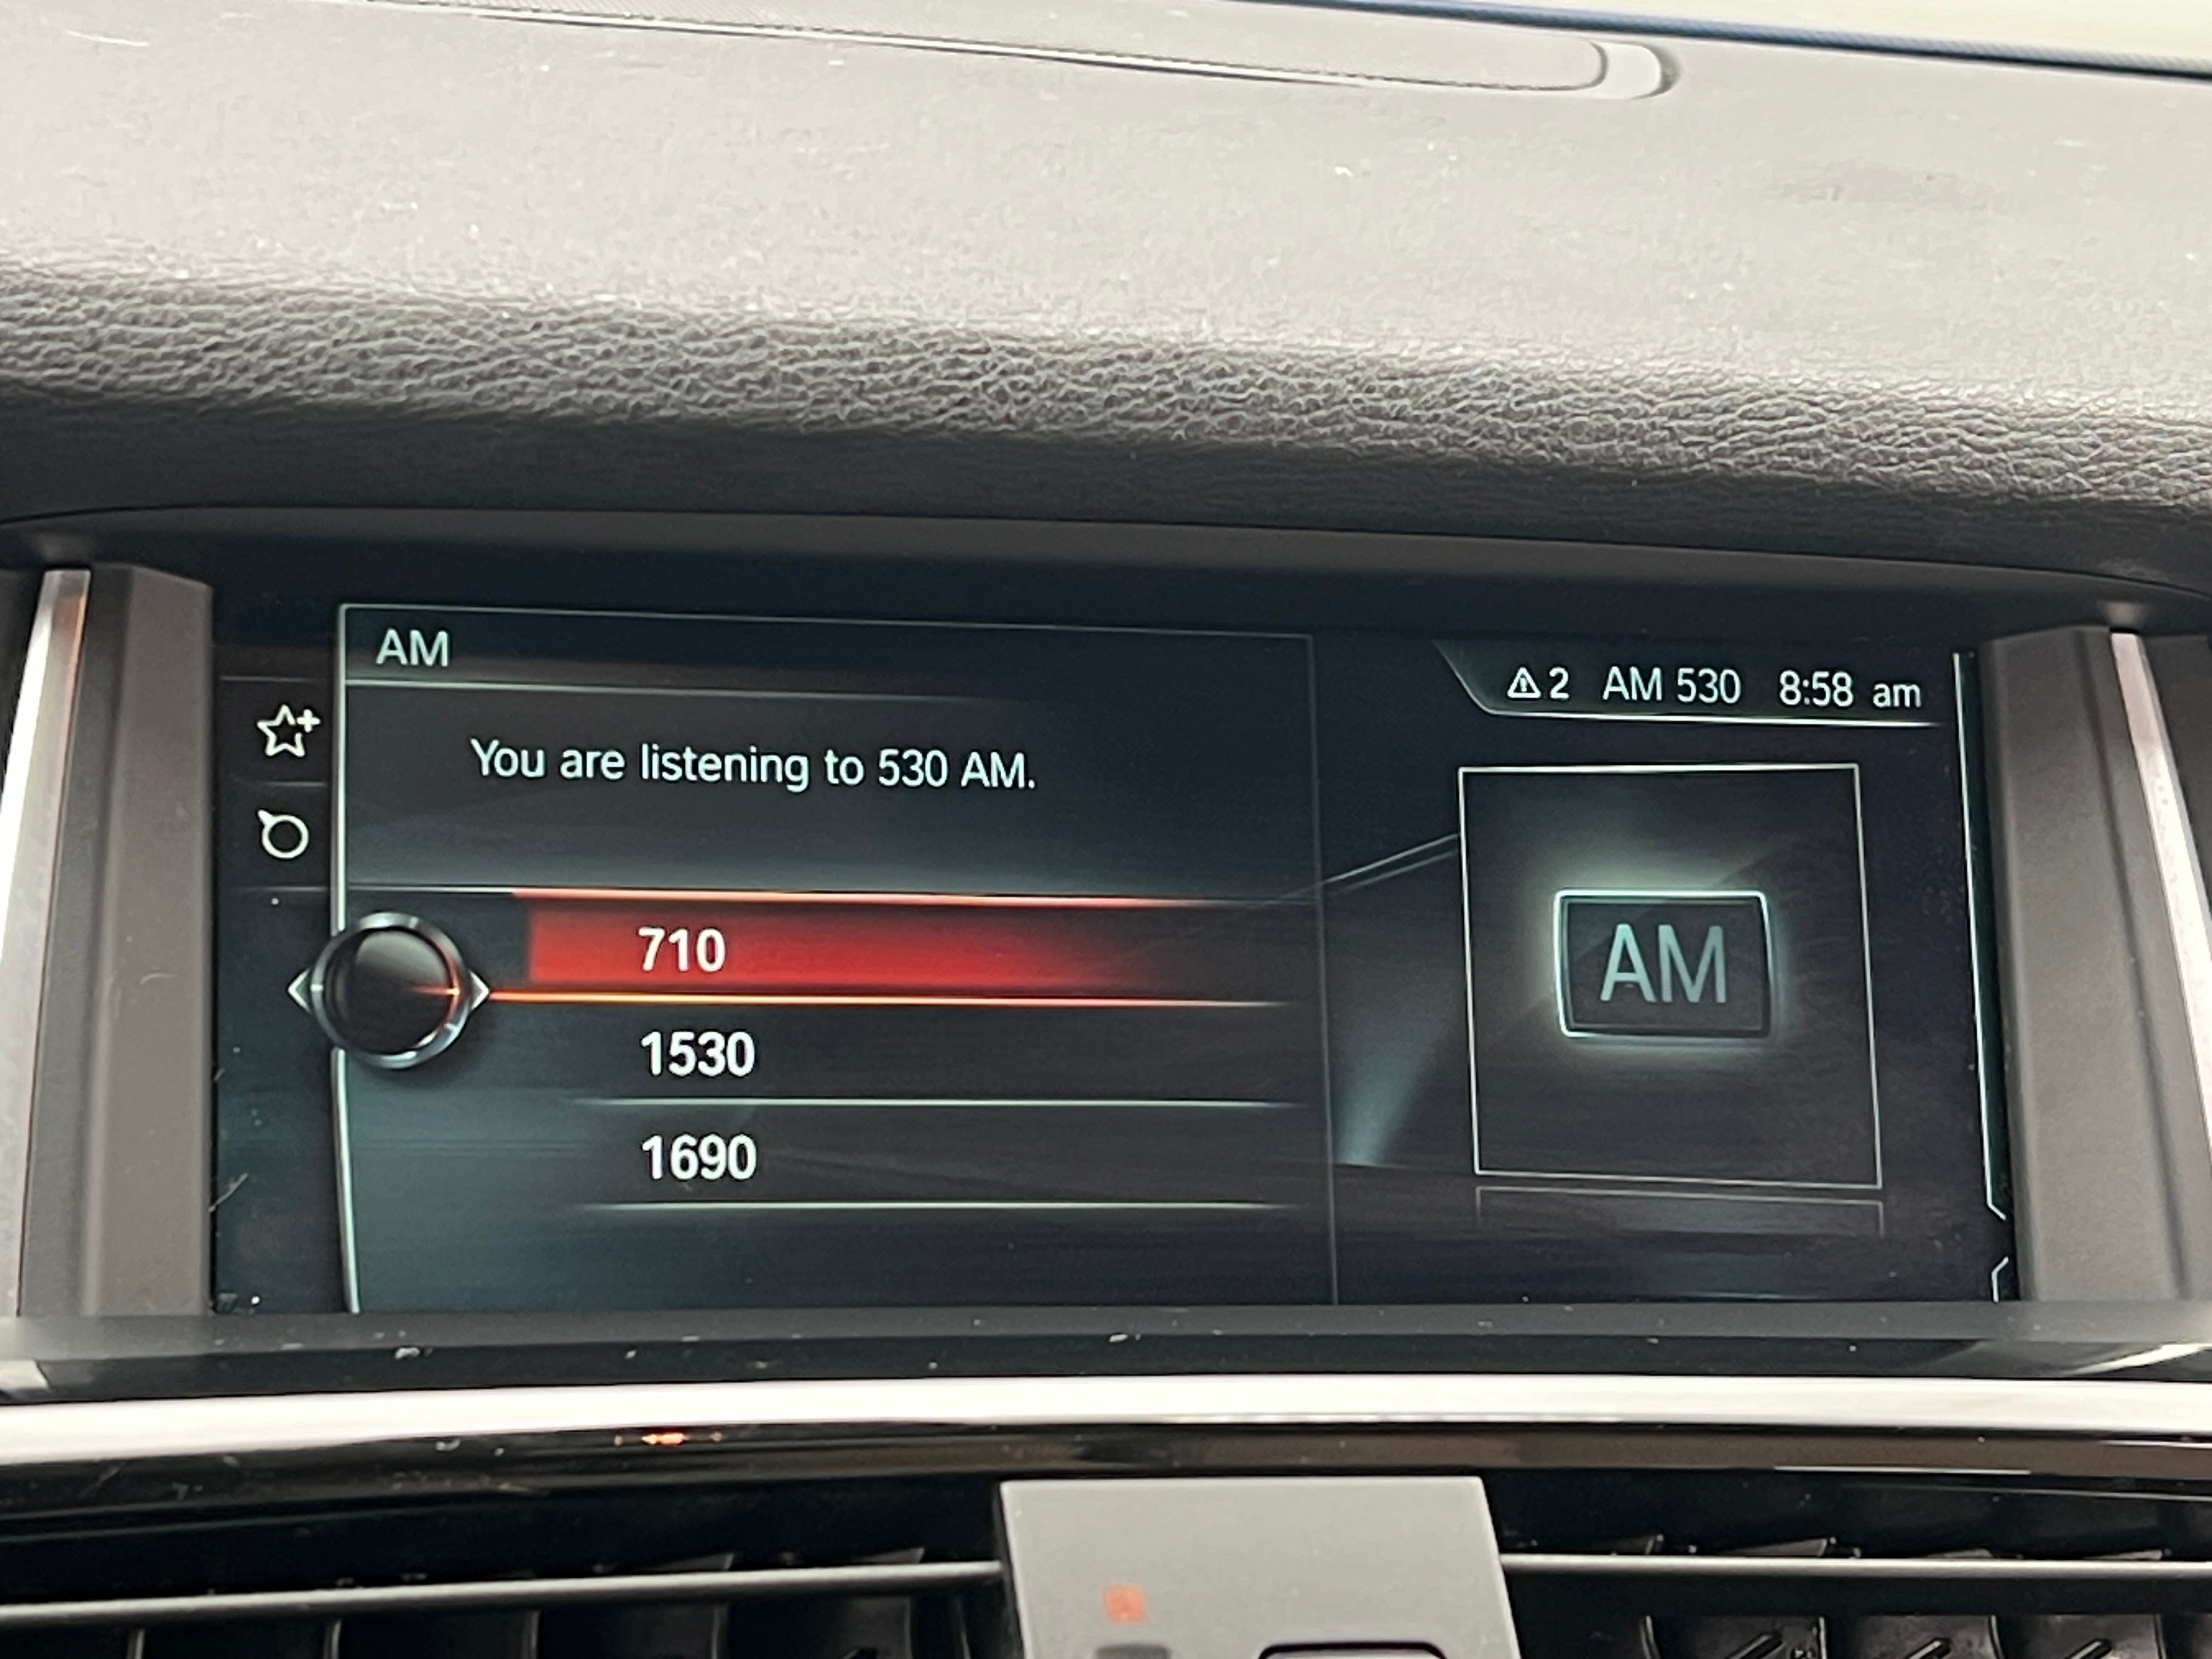 AM
2 AM 530 8:58 am
You are listening to 530 AM.
710
1530
1690
AM